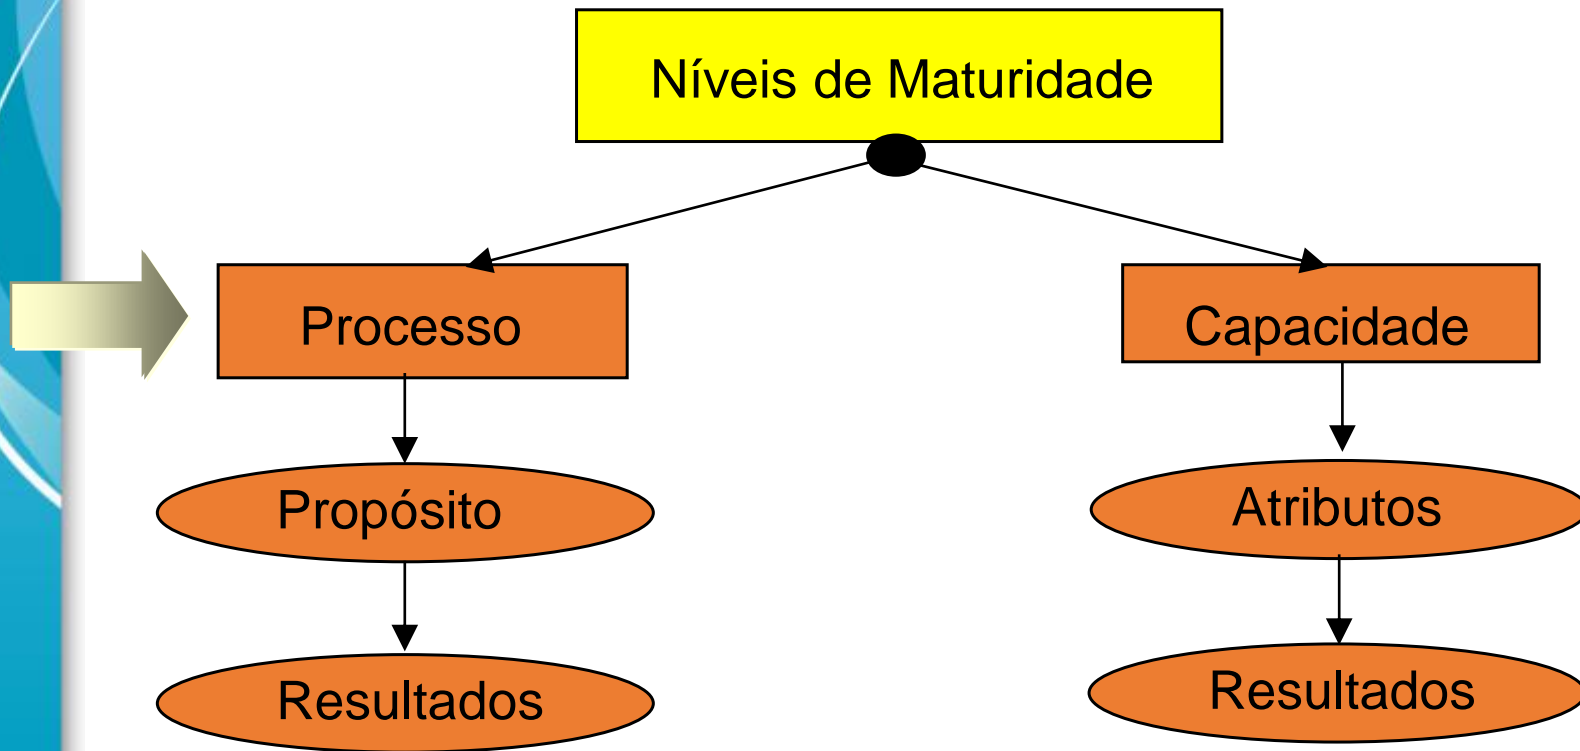 Níveis de Maturidade
Processo
Capacidade
Propósito
Atributos
Resultados
Resultados